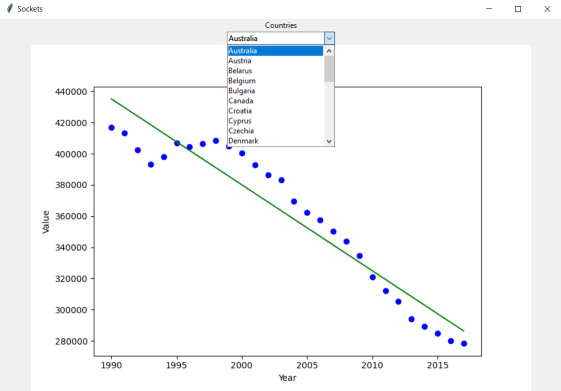 Sockets
Countries
Australia
Australia
Austria
Belarus
Belgium
Bulgaria
Canada
Croatia
Cyprus
Czechia
Denmark
440000
420000
400000
380000
360000
340000
320000
300000
280000
Value
1990 1995 2000 2005 2010 2015
Year